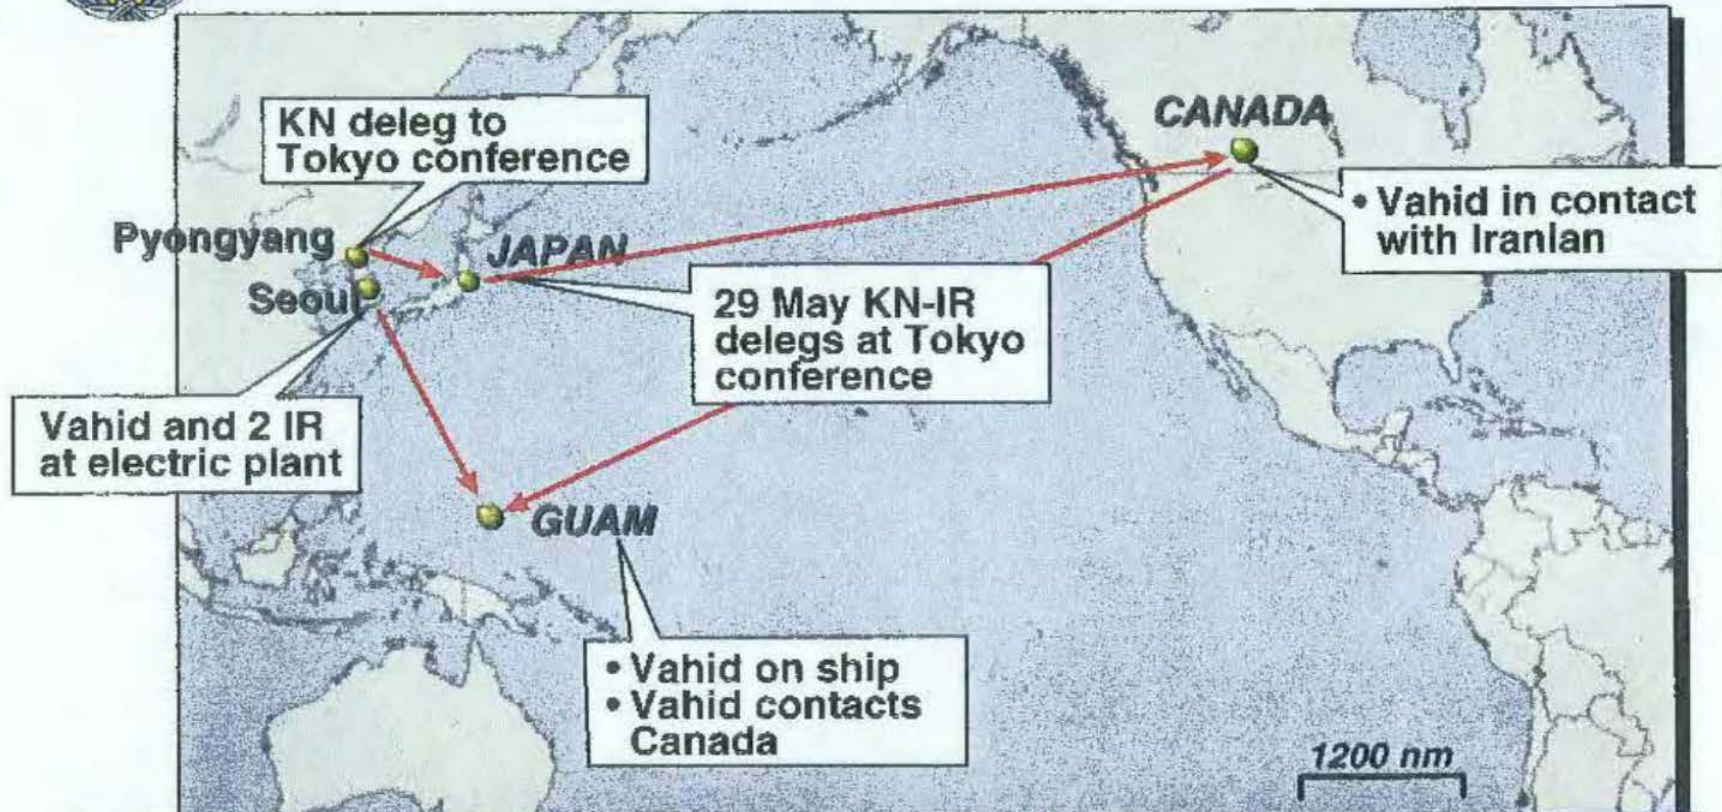 KN deleg to
Tokyo conference
CANADA
• Vahid in contact
with Iranian
Pyongyang
JAPAN
Seoul
29 May KN-IR
delegs at Tokyo
conference
Vahid and 2 IR
at electric plant
GUAM
• Vahid on ship
• Vahid contacts
Canada
1200 nm